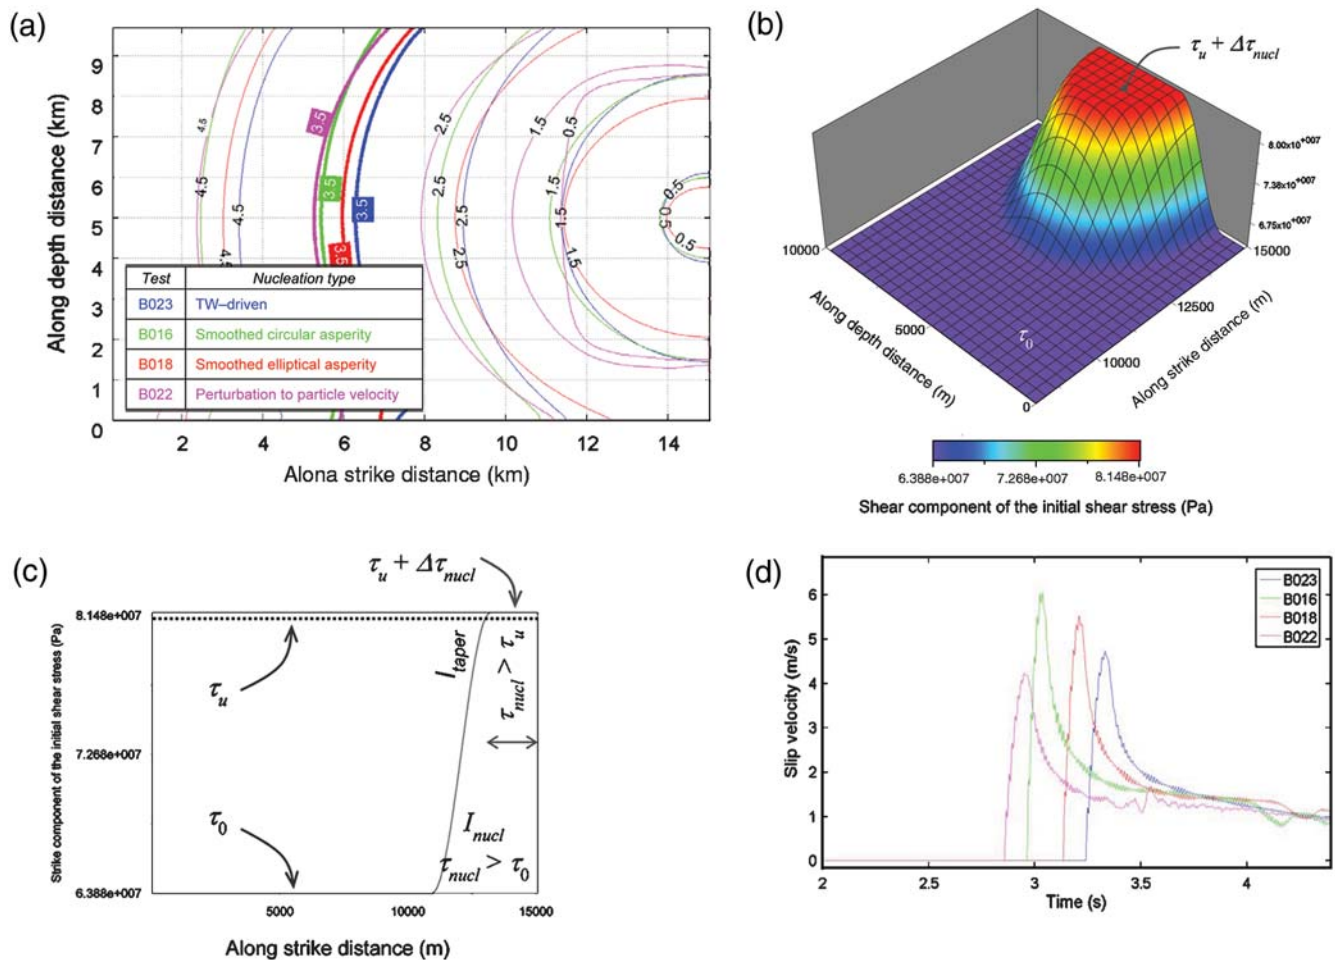 (a)
9
8
7
6
5
4
3
2
1
0
Along depth distance (km)
4.5
4.5
4.5
4.5
3.5
3.5
3.5
3.5
2.5
2.5
2.5
2.5
1.5
1.5
1.5
1.5
0.5
0.5
0.5
0.5
Test Nucleation type
B023 TW–driven
B016 Smoothed circular asperity
B018 Smoothed elliptical asperity
B022 Perturbation to particle velocity
2 4 6 8 10 12 14
Alona strike distance (km)
(b)
τu + Δτnucl
8.00x10+007
7.38x10+007
6.75x10+007
10000
5000
0
15000
12500
10000
τ0
Along depth distance (m)
Along strike distance (m)
6.388e+007 7.268e+007 8.148e+007
Shear component of the initial shear stress (Pa)
(c)
τu + Δτnucl
8.148e+007
7.268e+007
6.388e+007
Strike component of the initial shear stress (Pa)
τu
τ0
Itaper
τnucl > τu
Inucl
τnucl > τ0
5000 10000 15000
Along strike distance (m)
(d)
6
5
4
3
2
1
0
Slip velocity (m/s)
B023
B016
B018
B022
2 2.5 3 3.5 4
Time (s)